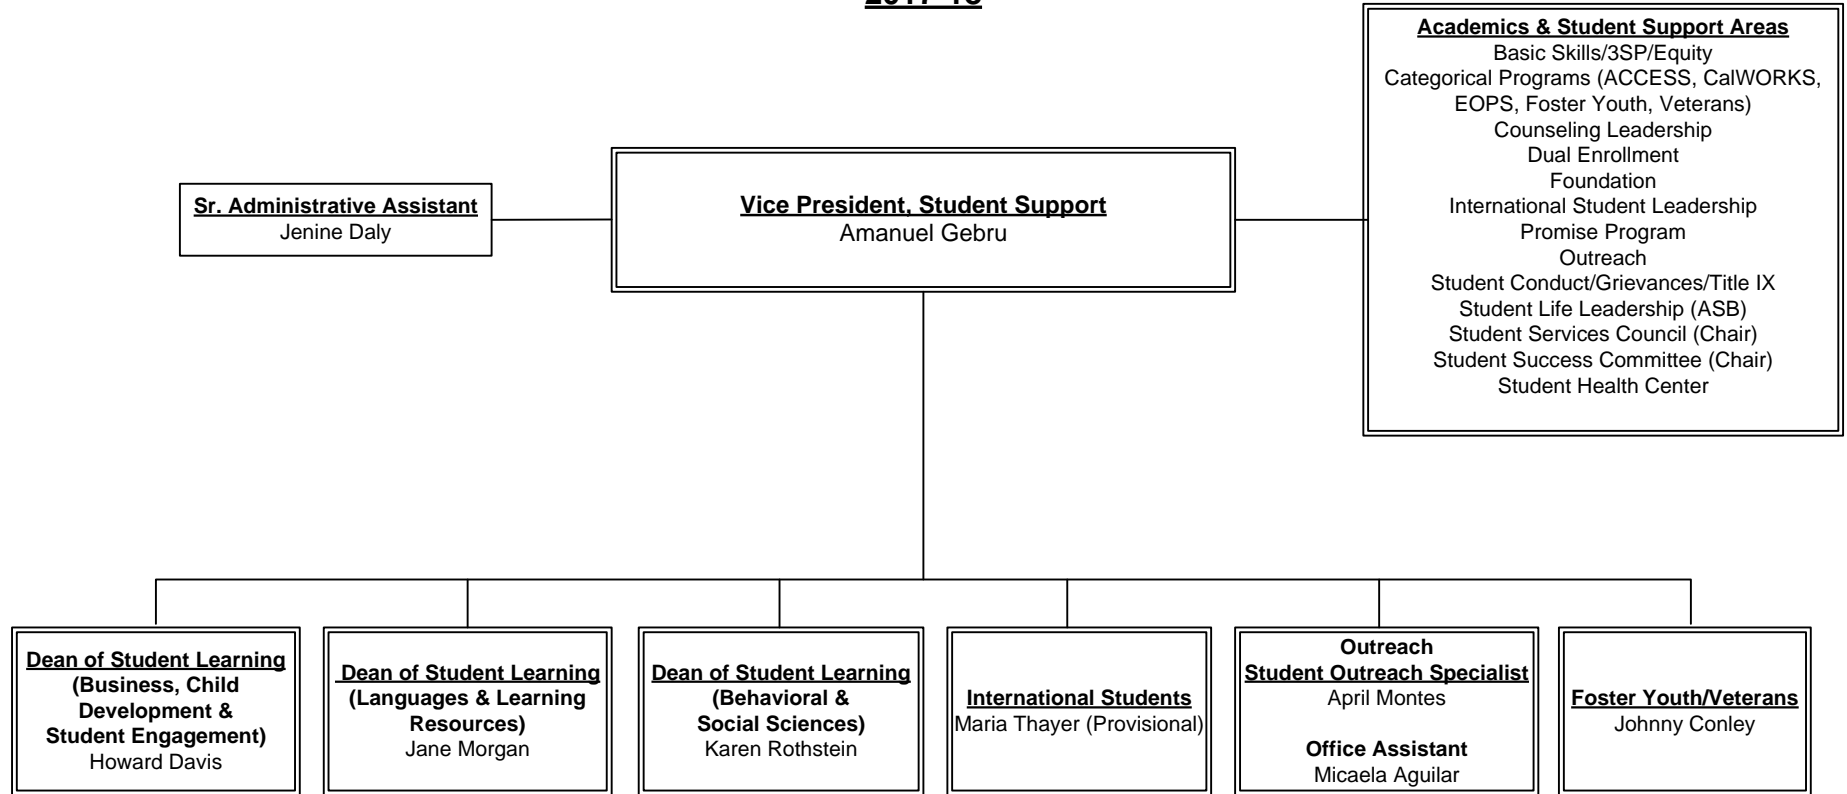 2017-18
Academics & Student Support Areas
Basic Skills/3SP/Equity
Categorical Programs (ACCESS, CalWORKS,
EOPS, Foster Youth, Veterans)
Counseling Leadership
Dual Enrollment
Foundation
International Student Leadership
Promise Program
Outreach
Student Conduct/Grievances/Title IX
Student Life Leadership (ASB)
Student Services Council (Chair)
Student Success Committee (Chair)
Student Health Center
Vice President, Student Support
Amanuel Gebru
Sr. Administrative Assistant
Jenine Daly
Dean of Student Learning
(Business, Child
Development &
Student Engagement)
Howard Davis
Dean of Student Learning
(Languages & Learning
Resources)
Jane Morgan
Dean of Student Learning
(Behavioral &
Social Sciences)
Karen Rothstein
International Students
Maria Thayer (Provisional)
Outreach
Student Outreach Specialist
April Montes
Office Assistant
Micaela Aguilar
Foster Youth/Veterans
Johnny Conley